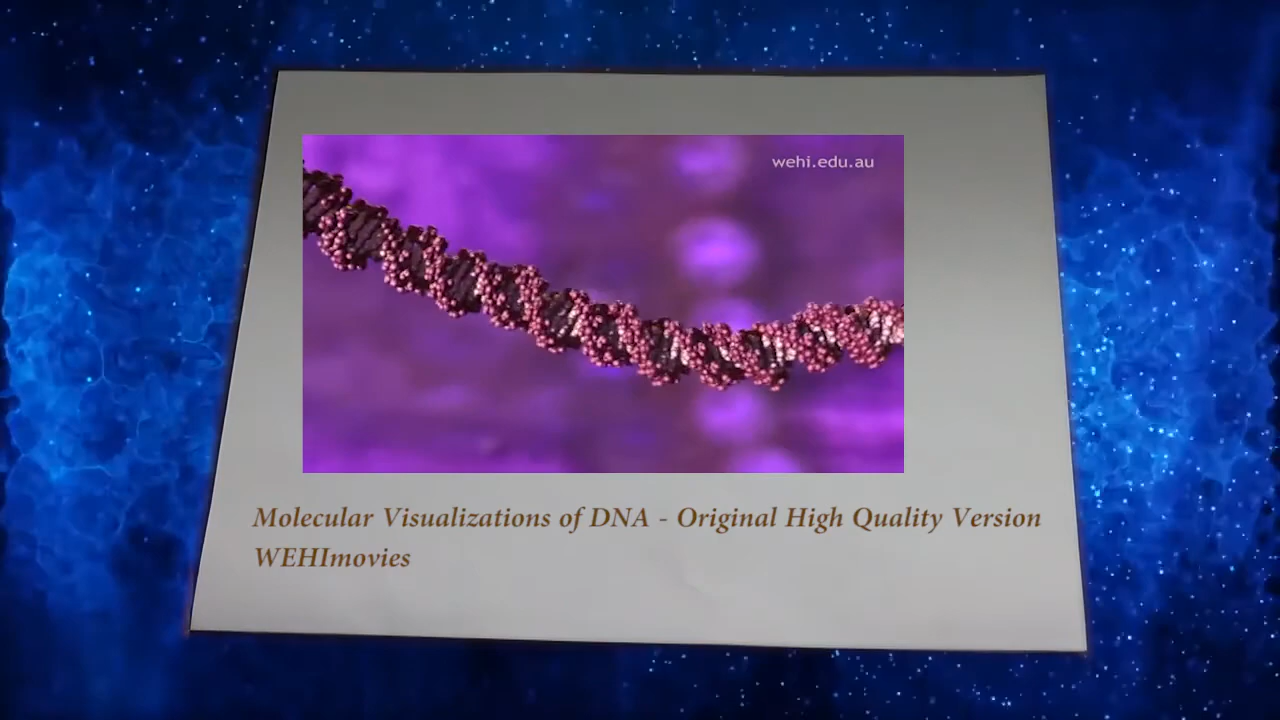 wehi.edu.au
Molecular Visualizations of DNA - Original High Quality Version
WEHImovies